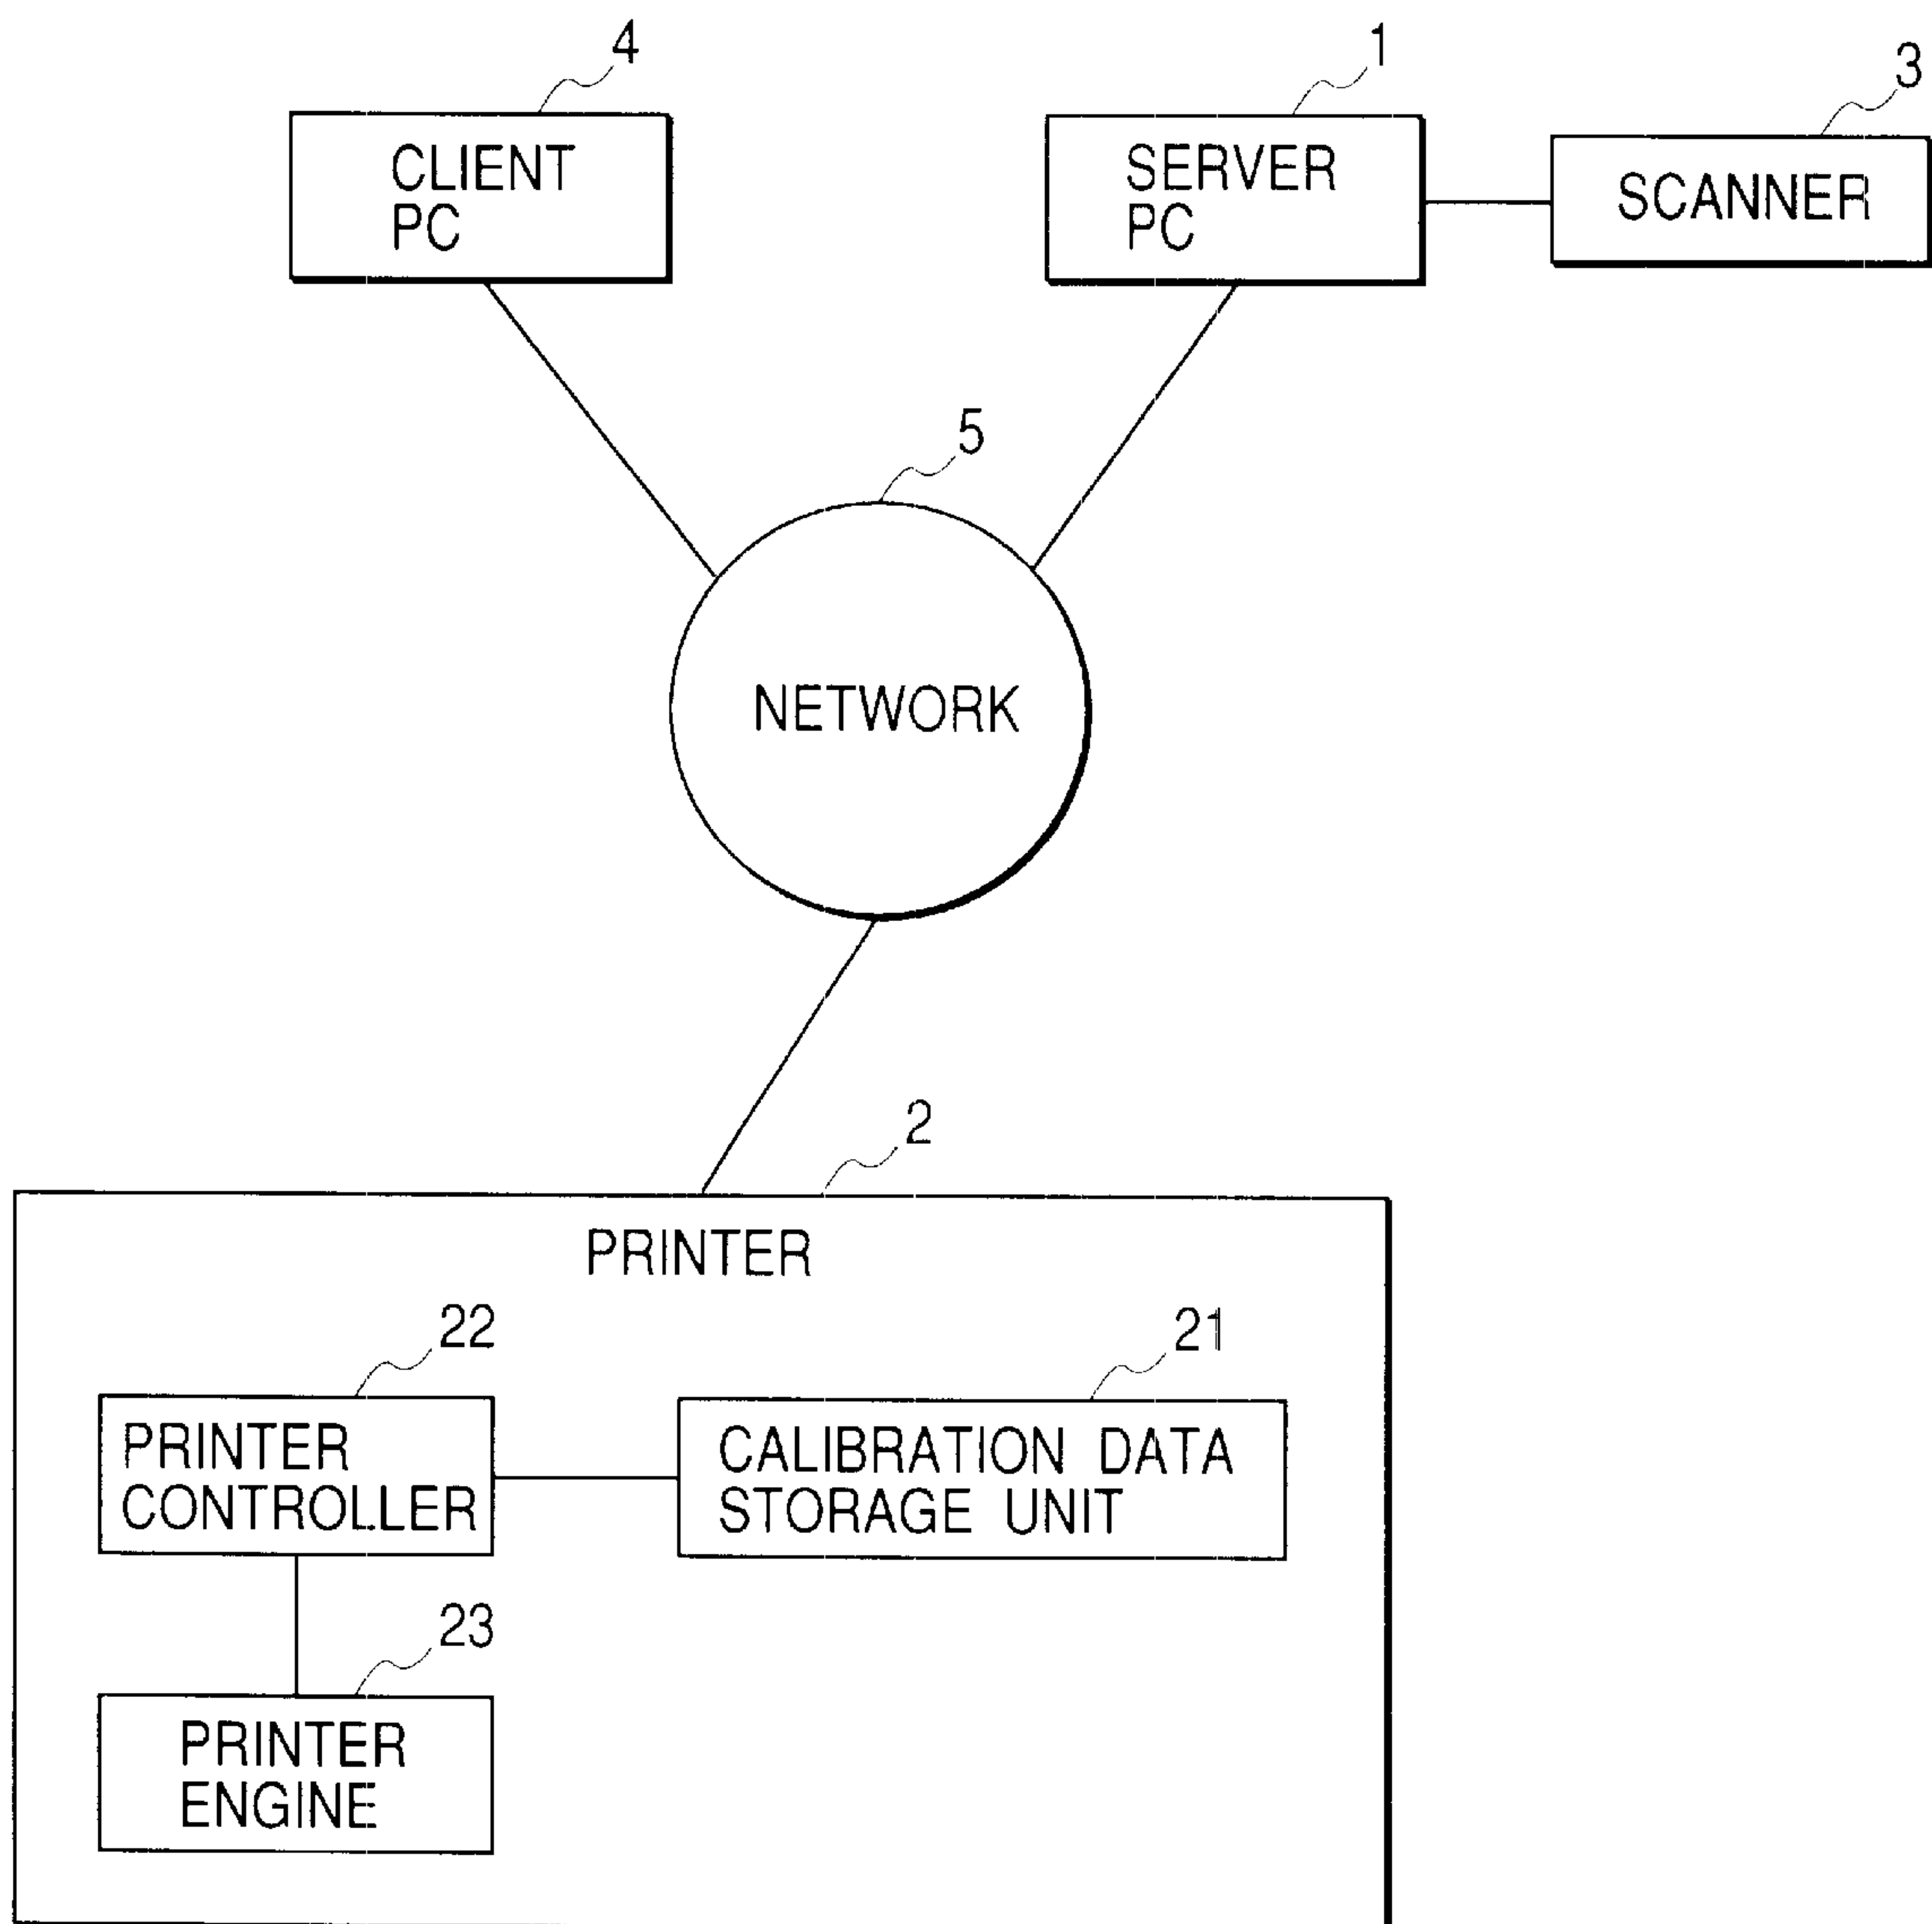 4
1
3
CLIENT
PC
SERVER
PC
SCANNER
5
NETWORK
2
PRINTER
22
21
PRINTER
CONTROLLER
CALIBRATION DATA
STORAGE UNIT
23
PRINTER
ENGINE